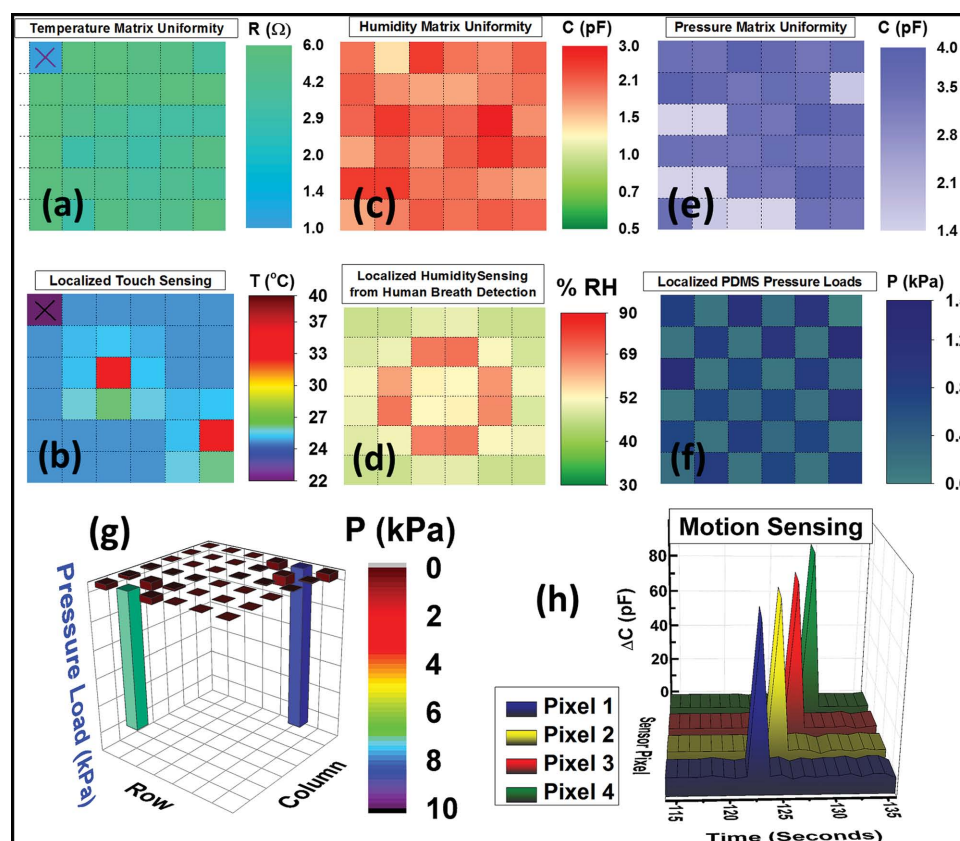 Temperature Matrix Uniformity
R (Ω)
6.0
4.2
2.9
2.0
1.4
1.0
(a)
Humidity Matrix Uniformity
C (pF)
3.0
2.1
1.5
1.0
0.7
0.5
(c)
Pressure Matrix Uniformity
C (pF)
4.0
3.4
2.8
2.2
1.8
1.4
(e)
Localized Touch Sensing
T (°C)
40
37
33
30
27
24
22
(b)
Localized HumiditySensing
from Human Breath Detection
% RH
90
69
52
40
30
(d)
Localized PDMS Pressure Loads
P (kPa)
(f)
(g)
Pressure Load (kPa)
Row
Column
P (kPa)
0
2
4
6
8
10
(h)
Motion Sensing
ΔC (pF)
80
60
40
20
0
Sensor Pixel
115
120
125
130
135
Time (Seconds)
Pixel 1
Pixel 2
Pixel 3
Pixel 4